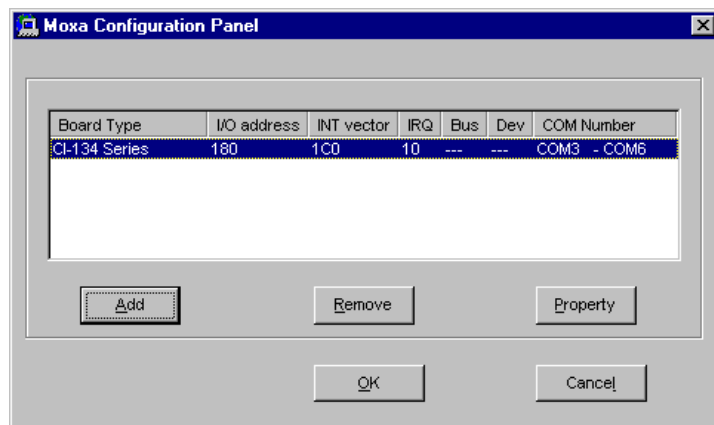 Moxa Configuration Panel
Board Type I/O address INT vector IRQ Bus Dev COM Number
CI-134 Series 180 1C0 10 --- --- COM3 - COM6
Add Remove Property
OK Cancel